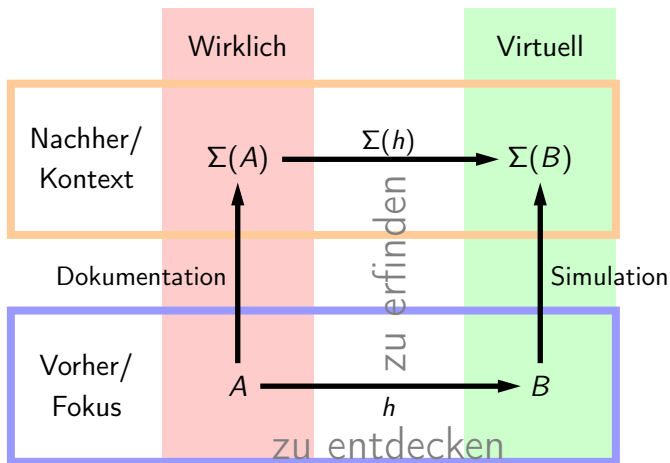 Wirklich
Virtuell
Nachher/
Kontext
Σ(A)
Σ(h)
Σ(B)
zu erfinden
Dokumentation
Simulation
Vorher/
Fokus
A
h
B
zu entdecken